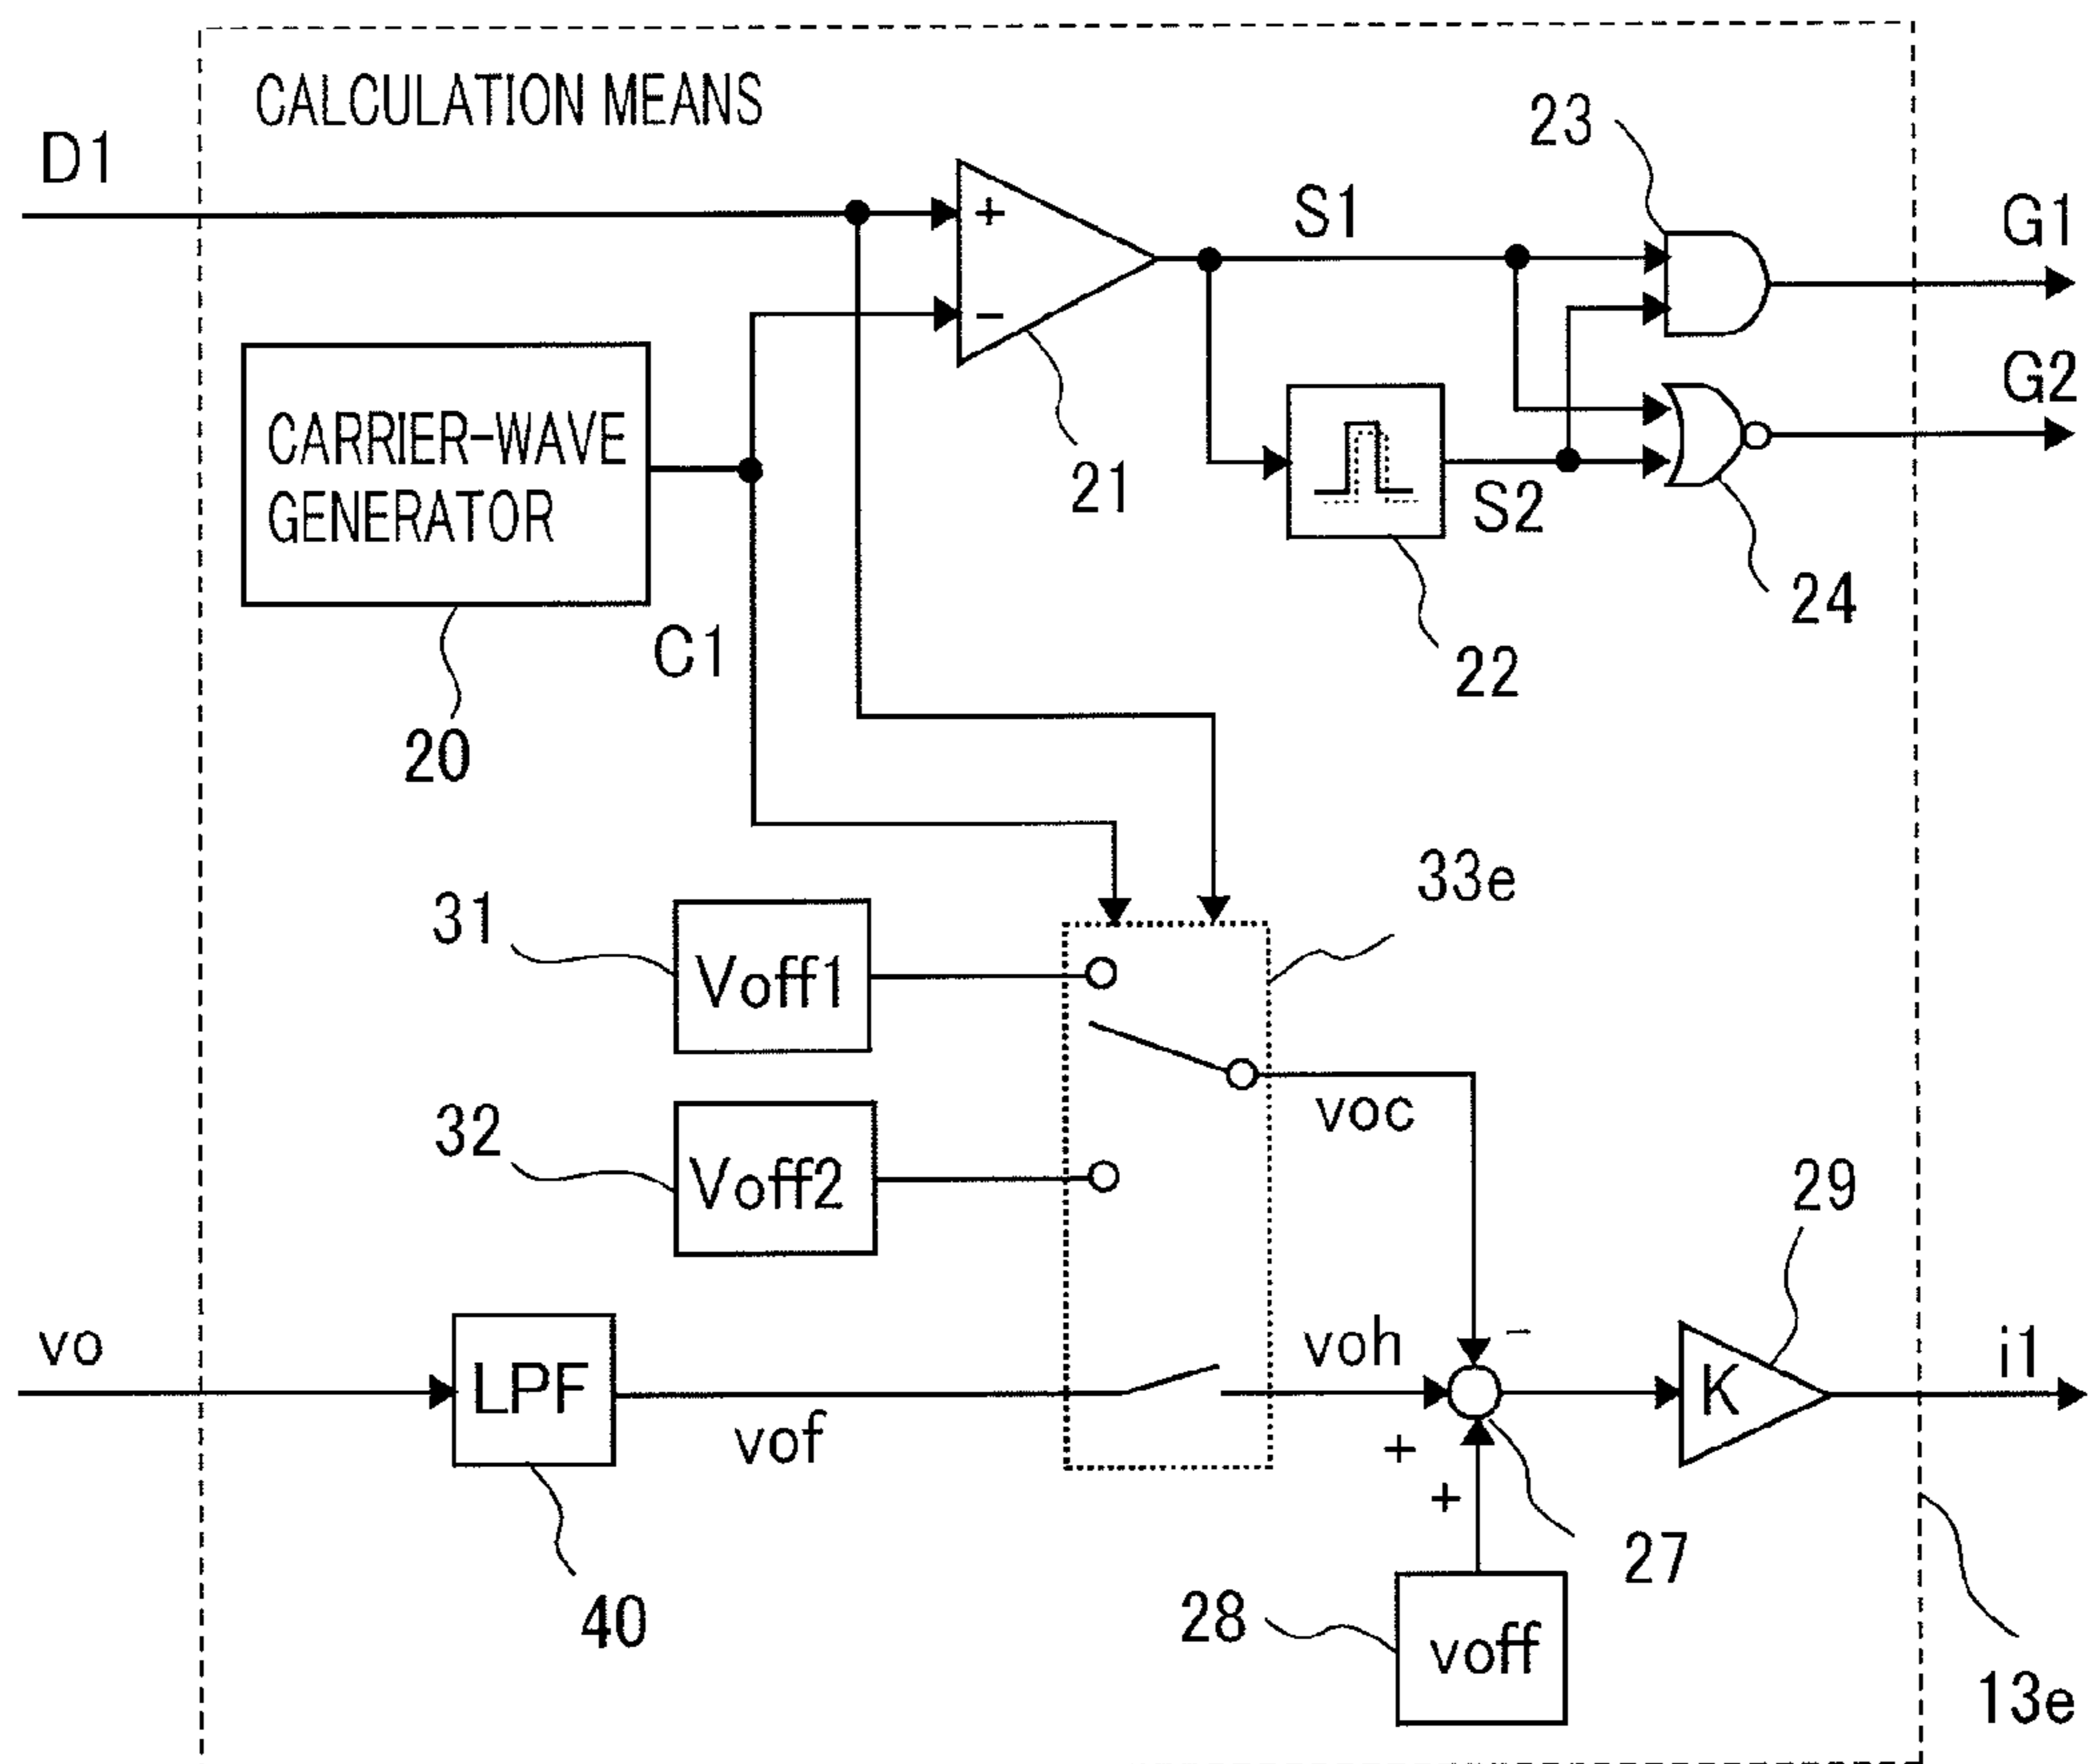 CALCULATION MEANS
D1
23
S1
G1
+
-
G2
CARRIER-WAVE
GENERATOR
21
S2
24
C1
22
20
33e
31
Voff1
voc
32
Voff2
29
vo
LPF
voh
-
K
i1
vof
+
+
27
40
28
voff
13e